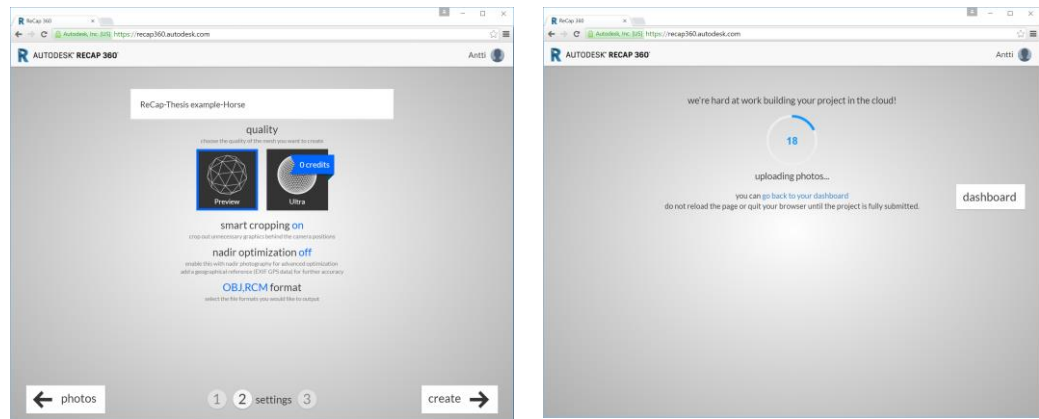 ReCap 360
Autodesk, Inc. [US] https://recap360.autodesk.com
AUTODESK® RECAP 360™
Antti
ReCap-Thesis example-Horse
quality
choose the quality of the mesh you want to create
0 credits
Preview
Ultra
smart cropping on
crop out unnecessary graphics behind the camera positions
nadir optimization off
enable this with nadir photography for advanced optimization
add a geographical reference (EXIF GPS data) for further accuracy
OBJ,RCM format
select the file formats you would like to output
photos
1 2 settings 3
create
ReCap 360
Autodesk, Inc. [US] https://recap360.autodesk.com
AUTODESK® RECAP 360™
Antti
we're hard at work building your project in the cloud!
18
uploading photos...
you can go back to your dashboard
do not reload the page or quit your browser until the project is fully submitted.
dashboard